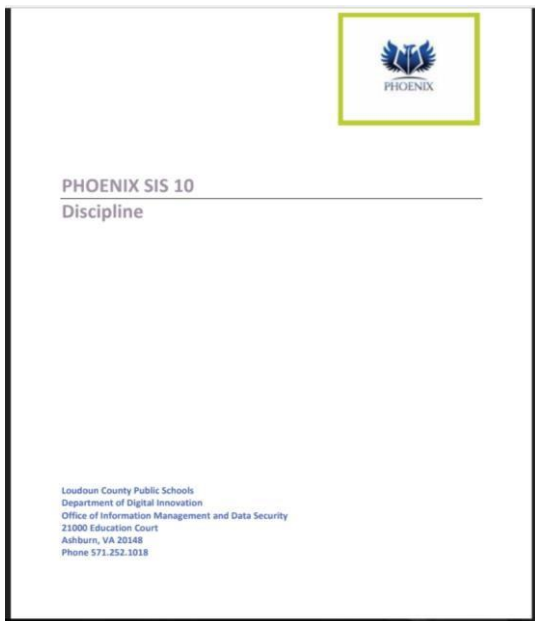 PHOENIX
PHOENIX SIS 10
Discipline
Loudoun County Public Schools
Department of Digital Innovation
Office of Information Management and Data Security
21000 Education Court
Ashburn, VA 20148
Phone 571.252.1018